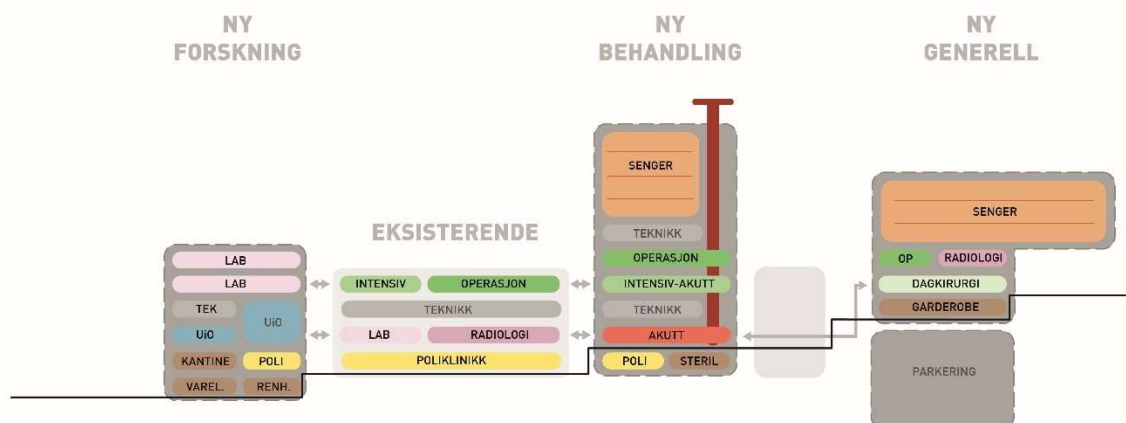 NY
FORSKNING
NY
BEHANDLING
NY
GENERELL
EKSISTERENDE
LAB
LAB
TEK
UiO
UiO
KANTINE
POLI
VAREL.
RENH.
INTENSIV
OPERASJON
TEKNIKK
LAB
RADIOLOGI
POLIKLINIKK
SENGER
TEKNIKK
OPERASJON
INTENSIV-AKUTT
TEKNIKK
AKUTT
POLI
STERIL
SENGER
OP
RADIOLOGI
DAGKIRURGI
GARDEROBE
PARKERING